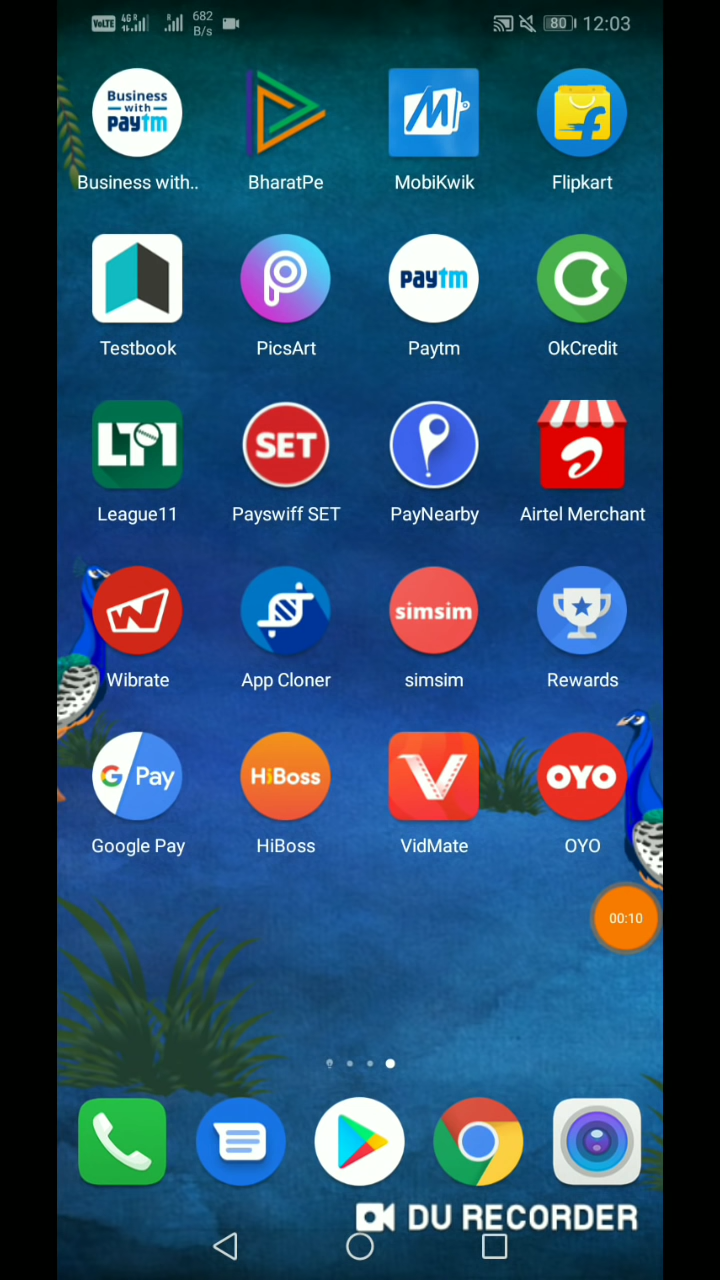 VoLTE 4G R R 682 B/s 80 12:03
Business with paytm
Business with.. BharatPe MobiKwik Flipkart
paytm
Testbook PicsArt Paytm OkCredit
SET
League11 Payswiff SET PayNearby Airtel Merchant
simsim
Wibrate App Cloner simsim Rewards
G Pay HiBoss OYO
Google Pay HiBoss VidMate OYO
00:10
DU RECORDER